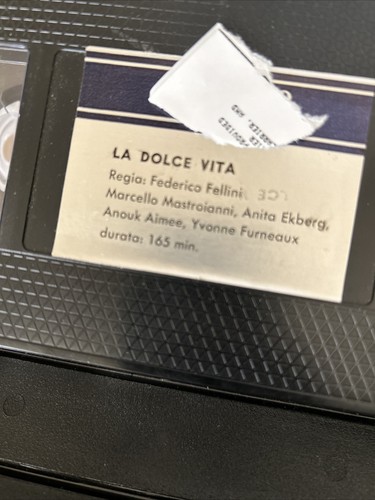 LA DOLCE VITA
Regia: Federico Fellini
Marcello Mastroianni, Anita Ekberg,
Anouk Aimee, Yvonne Furneaux
durata: 165 min.